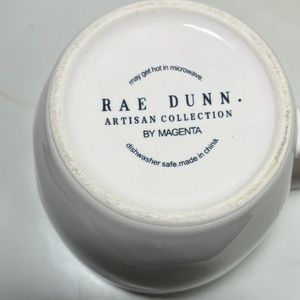 may get hot in microwave.
RAE DUNN.
ARTISAN COLLECTION
BY MAGENTA
dishwasher safe.made in china